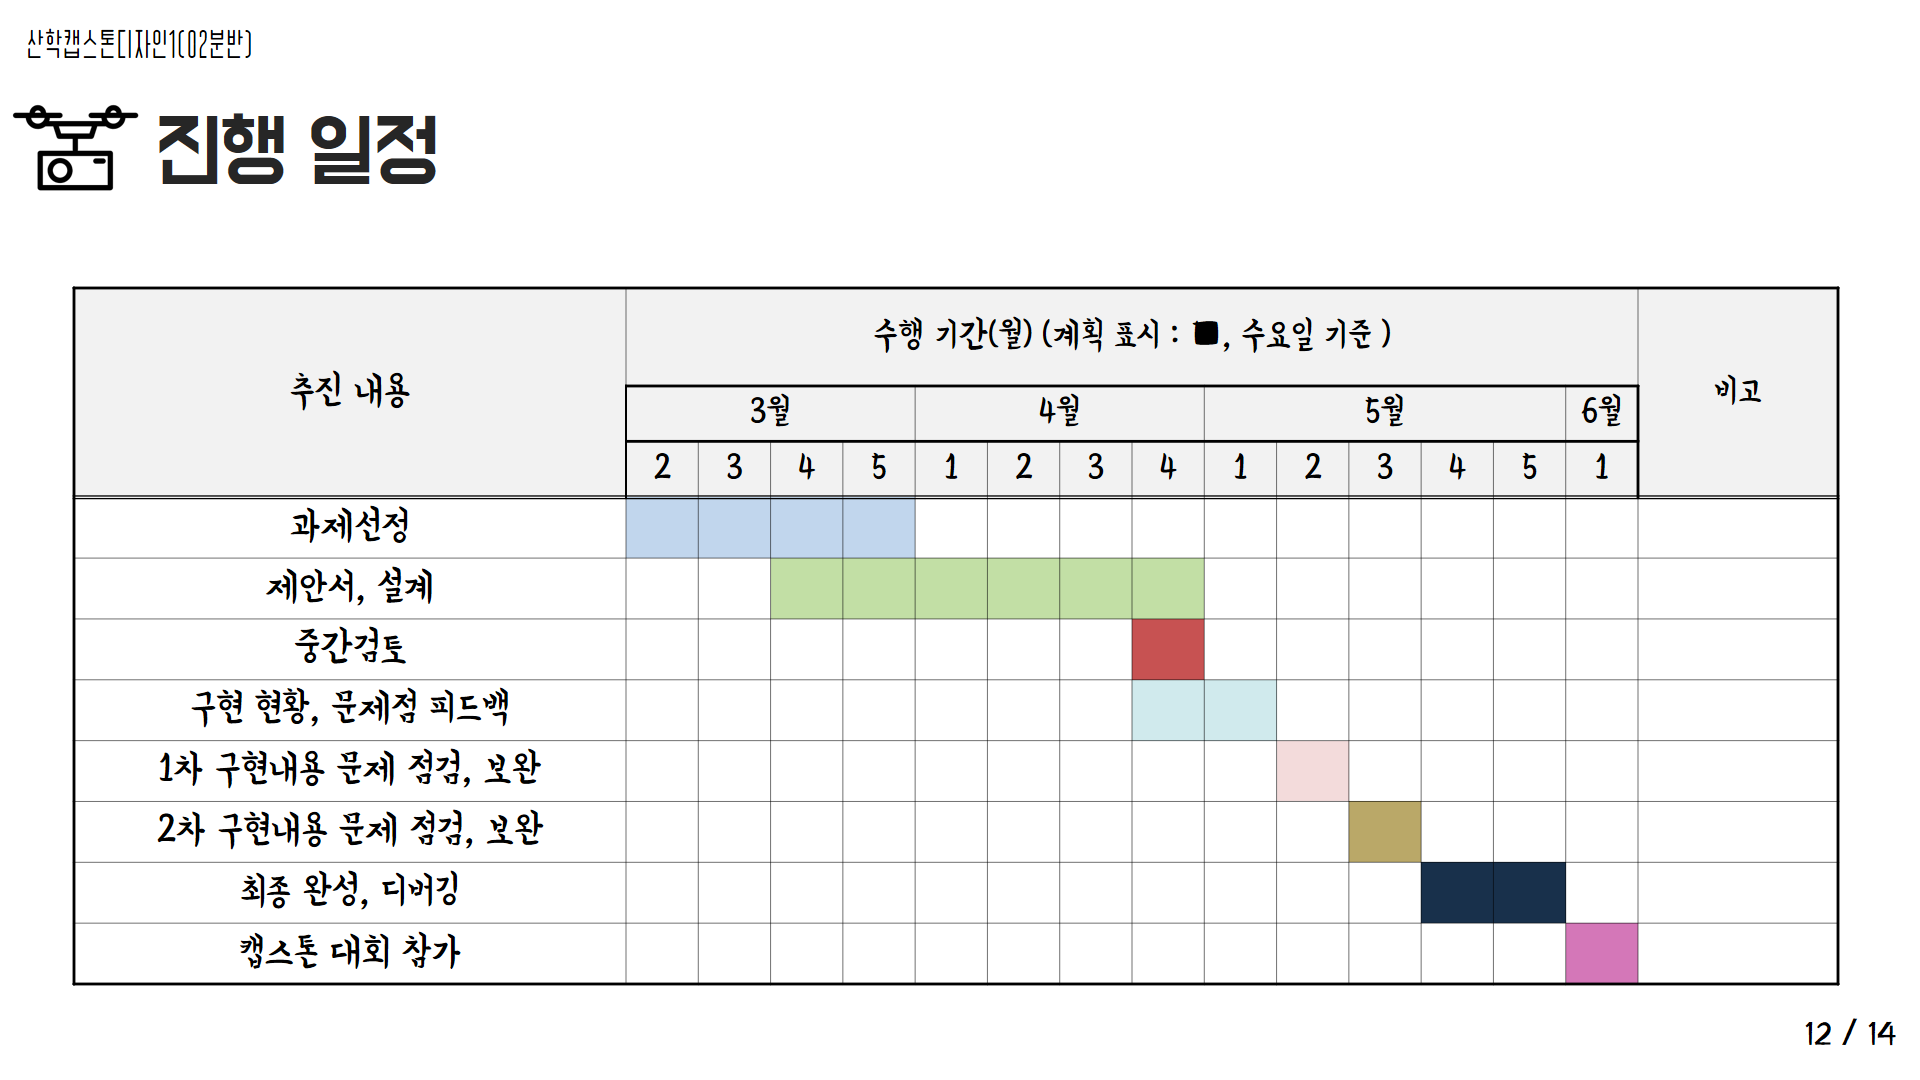 산학캡스톤디자인1(02분반)
진행 일정
추진 내용
수행 기간(월) (계획 표시 : ■, 수요일 기준 )
비고
3월 4월 5월 6월
2 3 4 5 1 2 3 4 1 2 3 4 5 1
과제선정
제안서, 설계
중간검토
구현 현황, 문제점 피드백
1차 구현내용 문제 점검, 보완
2차 구현내용 문제 점검, 보완
최종 완성, 디버깅
캡스톤 대회 참가
12 / 14